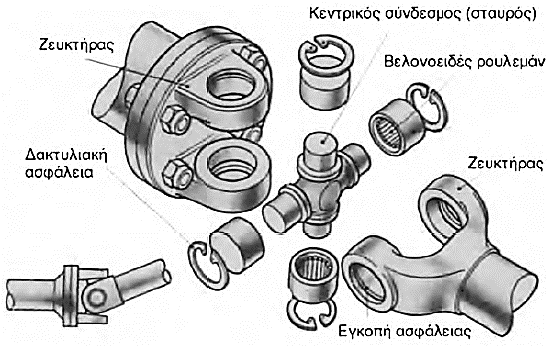 Κεντρικός σύνδεσμος (σταυρός)
Ζευκτήρας
Βελονοειδές ρουλεμάν
Δακτυλιακή
ασφάλεια
Ζευκτήρας
Εγκοπή ασφάλειας